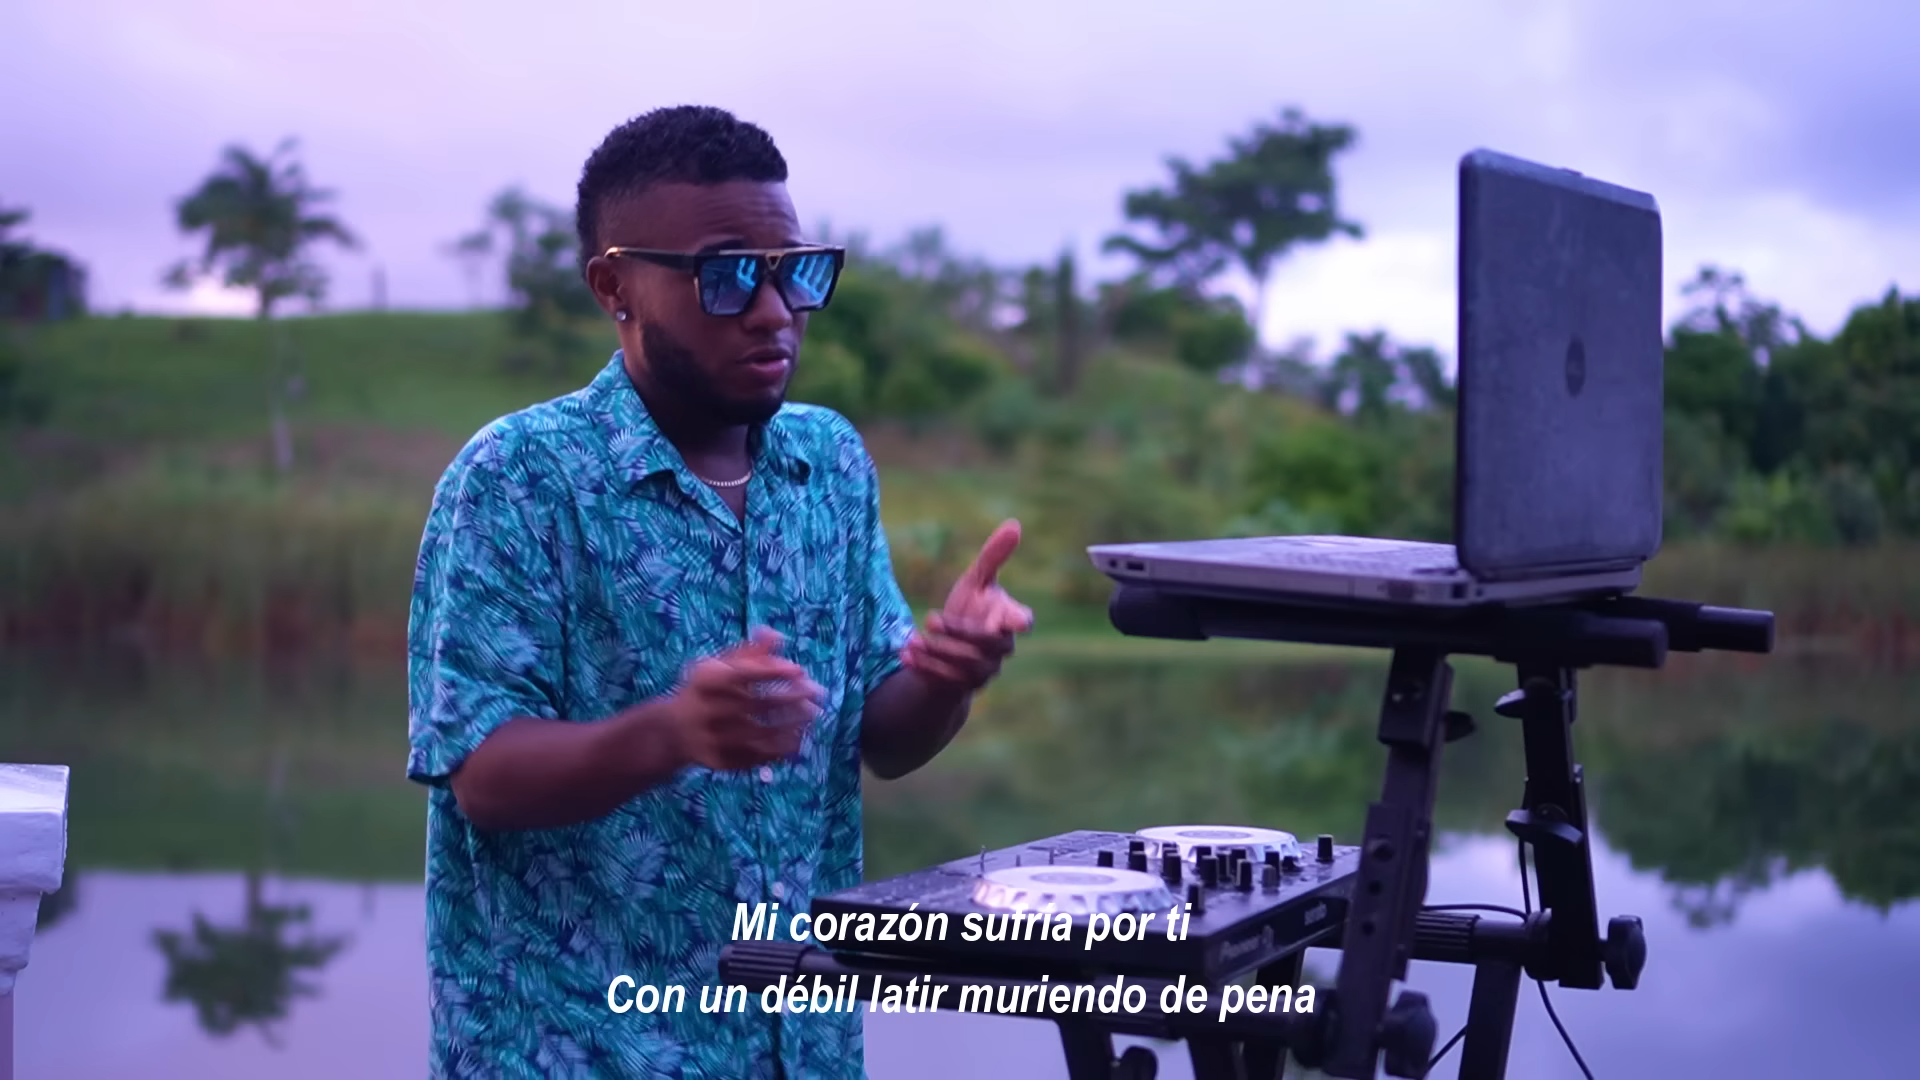 Mi corazón sufría por ti
Con un débil latir muriendo de pena